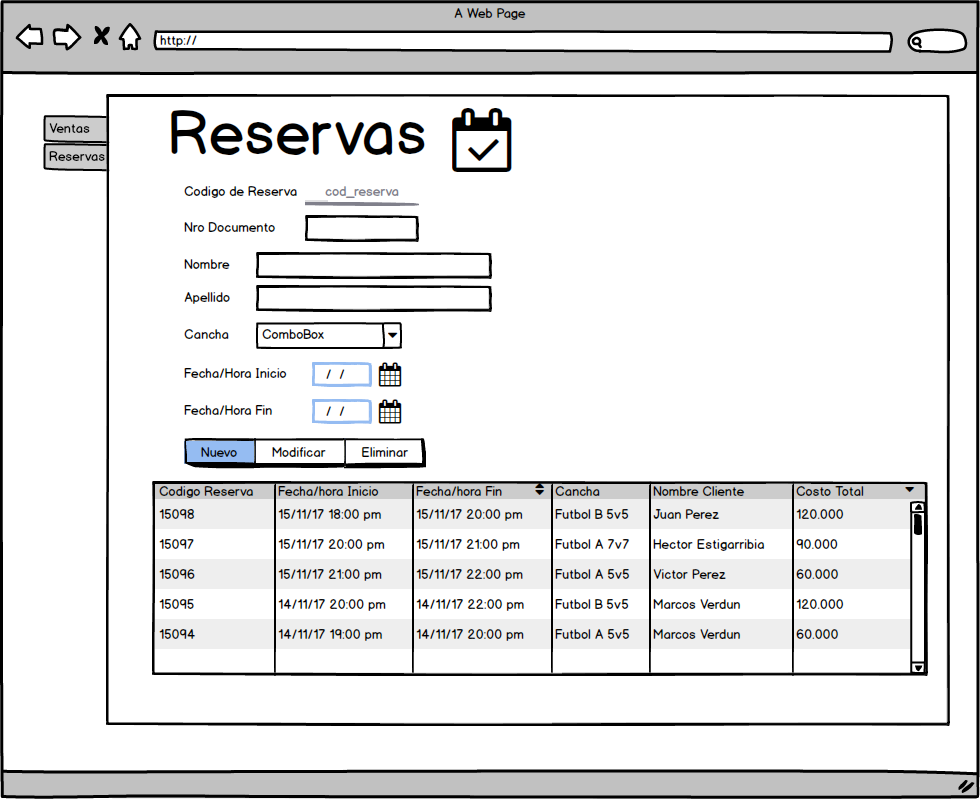 A Web Page
http://
Ventas
Reservas
Reservas
Codigo de Reserva cod_reserva
Nro Documento
Nombre
Apellido
Cancha ComboBox
Fecha/Hora Inicio / /
Fecha/Hora Fin / /
Nuevo Modificar Eliminar
Codigo Reserva Fecha/hora Inicio Fecha/hora Fin Cancha Nombre Cliente Costo Total
15098 15/11/17 18:00 pm 15/11/17 20:00 pm Futbol B 5v5 Juan Perez 120.000
15097 15/11/17 20:00 pm 15/11/17 21:00 pm Futbol A 7v7 Hector Estigarribia 90.000
15096 15/11/17 21:00 pm 15/11/17 22:00 pm Futbol A 5v5 Victor Perez 60.000
15095 14/11/17 20:00 pm 14/11/17 22:00 pm Futbol B 5v5 Marcos Verdun 120.000
15094 14/11/17 19:00 pm 14/11/17 20:00 pm Futbol A 5v5 Marcos Verdun 60.000